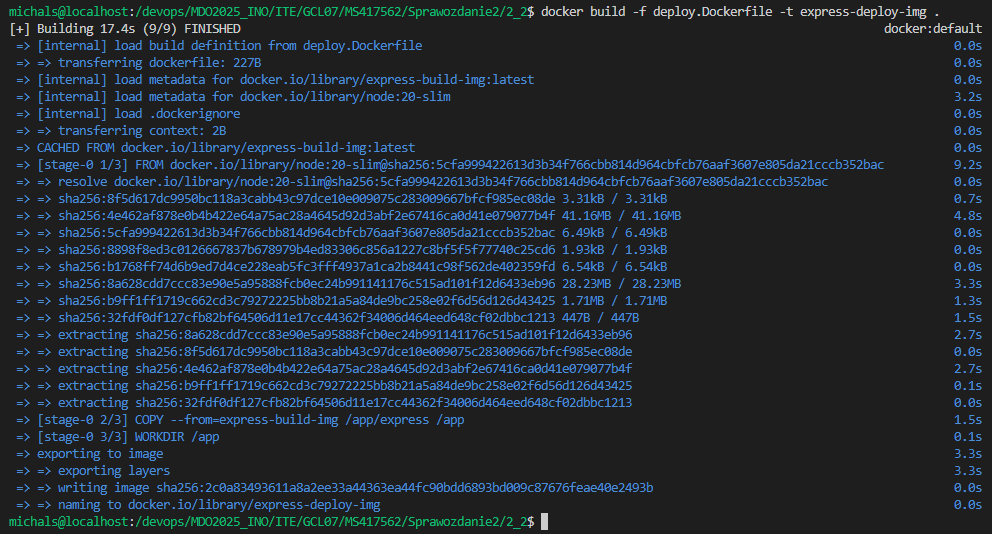 michals@localhost:/devops/MDO2025_INO/ITE/GCL07/MS417562/Sprawozdanie2/2_2$ docker build -f deploy.Dockerfile -t express-deploy-img .
[+] Building 17.4s (9/9) FINISHED docker:default
=> [internal] load build definition from deploy.Dockerfile 0.0s
=> => transferring dockerfile: 227B 0.0s
=> [internal] load metadata for docker.io/library/express-build-img:latest 0.0s
=> [internal] load metadata for docker.io/library/node:20-slim 3.2s
=> [internal] load .dockerignore 0.0s
=> => transferring context: 2B 0.0s
=> CACHED FROM docker.io/library/express-build-img:latest 0.0s
=> [stage-0 1/3] FROM docker.io/library/node:20-slim@sha256:5cfa999422613d3b34f766cbb814d964cbfcb76aaf3607e805da21cccb352bac 9.2s
=> => resolve docker.io/library/node:20-slim@sha256:5cfa999422613d3b34f766cbb814d964cbfcb76aaf3607e805da21cccb352bac 0.0s
=> => sha256:8f5d617dc9950bc118a3cabb43c97dce10e009075c283009667bfcf985ec08de 3.31kB / 3.31kB 0.7s
=> => sha256:4e462af878e0b4b422e64a75ac28a4645d92d3abf2e67416ca0d41e079077b4f 41.16MB / 41.16MB 4.8s
=> => sha256:5cfa999422613d3b34f766cbb814d964cbfcb76aaf3607e805da21cccb352bac 6.49kB / 6.49kB 0.0s
=> => sha256:8898f8ed3c0126667837b678979b4ed83306c856a1227c8bf5f5f77740c25cd6 1.93kB / 1.93kB 0.0s
=> => sha256:b1768ff74d6b9ed7d4ce228eab5fc3fff4937a1ca2b8441c98f562de402359fd 6.54kB / 6.54kB 0.0s
=> => sha256:8a628cdd7ccc83e90e5a95888fcb0ec24b991141176c515ad101f12d6433eb96 28.23MB / 28.23MB 3.3s
=> => sha256:b9ff1ff1719c662cd3c79272225bb8b21a5a84de9bc258e02f6d56d126d43425 1.71MB / 1.71MB 1.3s
=> => sha256:32fdf0df127cfb82bf64506d11e17cc44362f34006d464eed648cf02dbbc1213 447B / 447B 1.5s
=> => extracting sha256:8a628cdd7ccc83e90e5a95888fcb0ec24b991141176c515ad101f12d6433eb96 2.7s
=> => extracting sha256:8f5d617dc9950bc118a3cabb43c97dce10e009075c283009667bfcf985ec08de 0.0s
=> => extracting sha256:4e462af878e0b4b422e64a75ac28a4645d92d3abf2e67416ca0d41e079077b4f 2.7s
=> => extracting sha256:b9ff1ff1719c662cd3c79272225bb8b21a5a84de9bc258e02f6d56d126d43425 0.1s
=> => extracting sha256:32fdf0df127cfb82bf64506d11e17cc44362f34006d464eed648cf02dbbc1213 0.0s
=> [stage-0 2/3] COPY --from=express-build-img /app/express /app 1.5s
=> [stage-0 3/3] WORKDIR /app 0.1s
=> exporting to image 3.3s
=> => exporting layers 3.3s
=> => writing image sha256:2c0a83493611a8a2ee33a44363ea44fc90bdd6893bd009c87676feae40e2493b 0.0s
=> => naming to docker.io/library/express-deploy-img 0.0s
michals@localhost:/devops/MDO2025_INO/ITE/GCL07/MS417562/Sprawozdanie2/2_2$